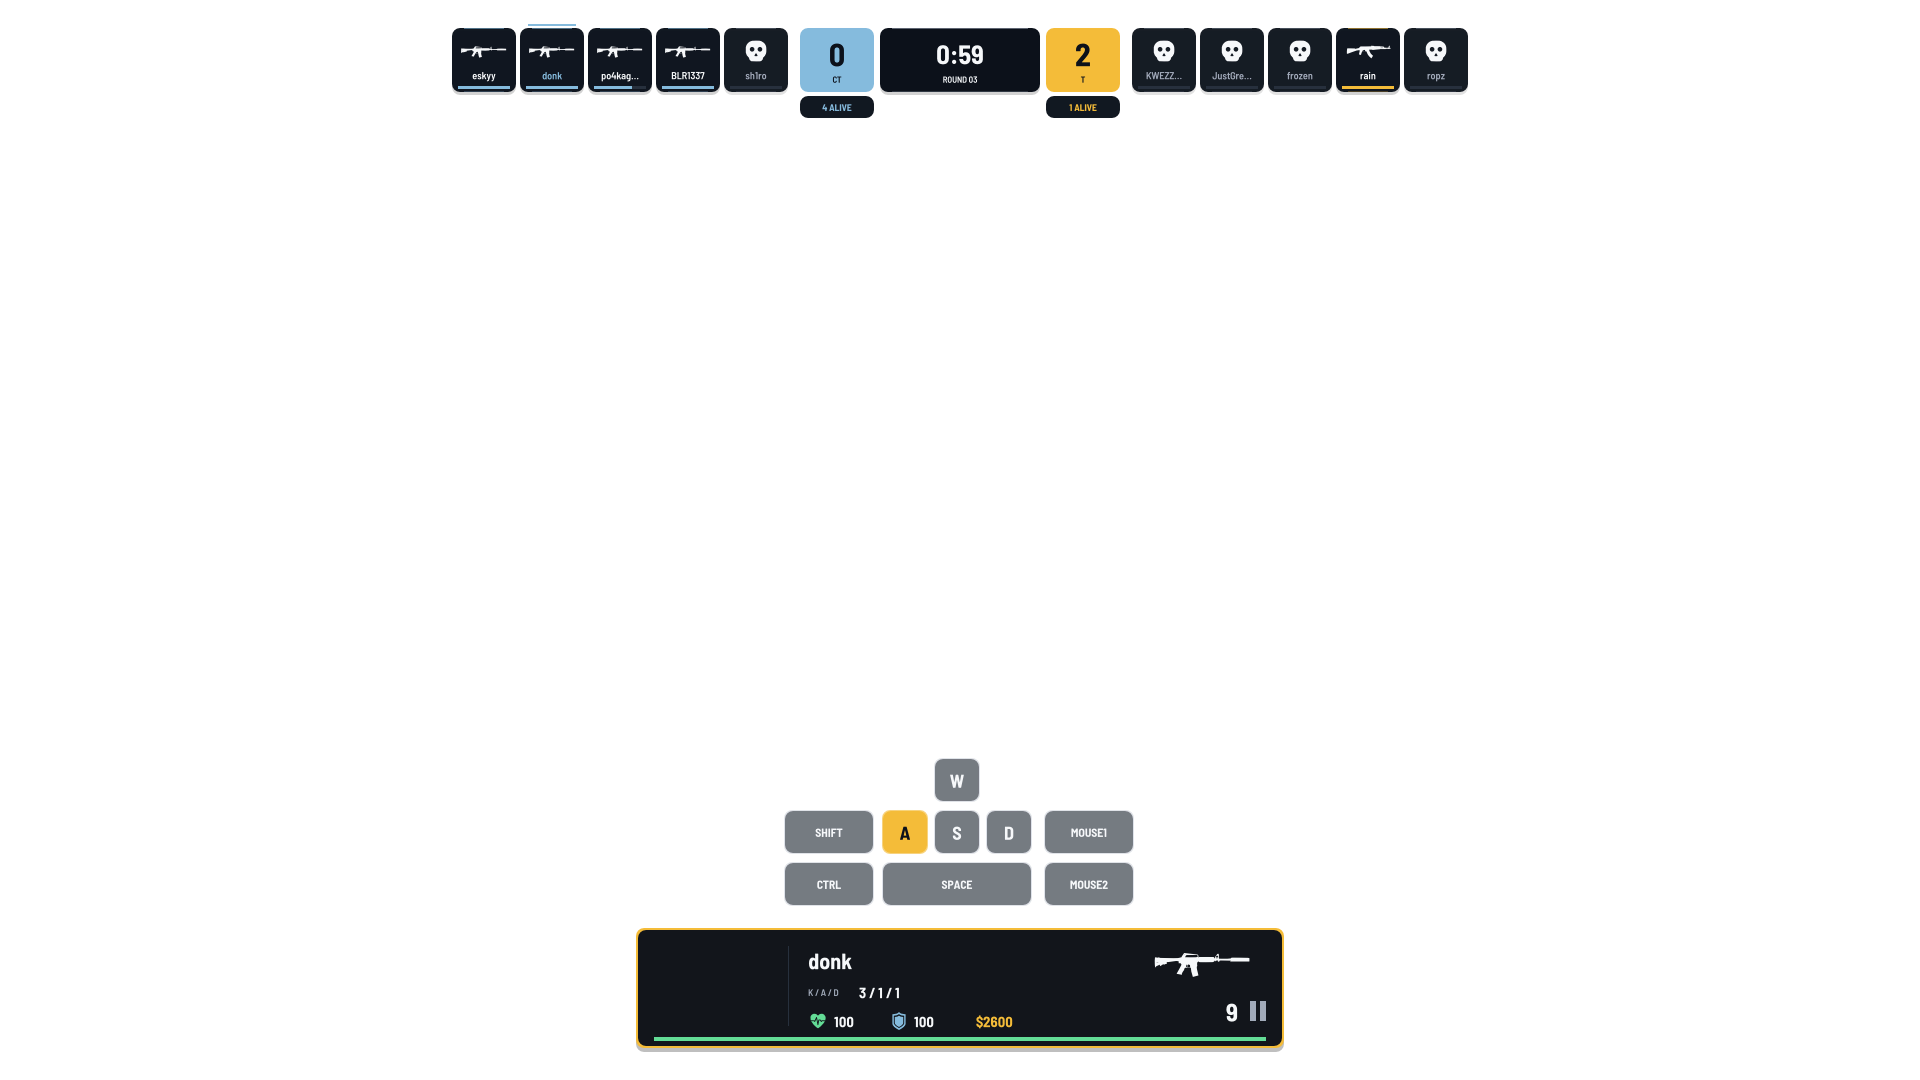 eskyy
donk
po4kag...
BLR1337
sh1ro
0
CT
4 ALIVE
0:59
ROUND 03
2
T
1 ALIVE
KWEZZ...
JustGre...
frozen
rain
ropz
W
SHIFT
A
S
D
MOUSE1
CTRL
SPACE
MOUSE2
donk
K/A/D 3/1/1
100 100 $2600
9